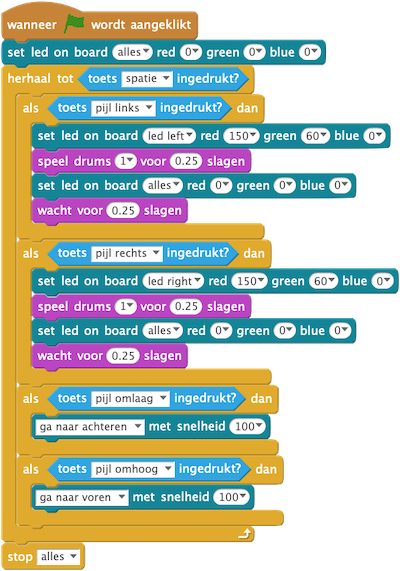 wanneer wordt aangeklikt
set led on board alles red 0 green 0 blue 0
herhaal tot toets spatie ingedrukt?
als toets pijl links ingedrukt? dan
set led on board led left red 150 green 60 blue 0
speel drums 1 voor 0.25 slagen
set led on board alles red 0 green 0 blue 0
wacht voor 0.25 slagen
als toets pijl rechts ingedrukt? dan
set led on board led right red 150 green 60 blue 0
speel drums 1 voor 0.25 slagen
set led on board alles red 0 green 0 blue 0
wacht voor 0.25 slagen
als toets pijl omlaag ingedrukt? dan
ga naar achteren met snelheid 100
als toets pijl omhoog ingedrukt? dan
ga naar voren met snelheid 100
stop alles